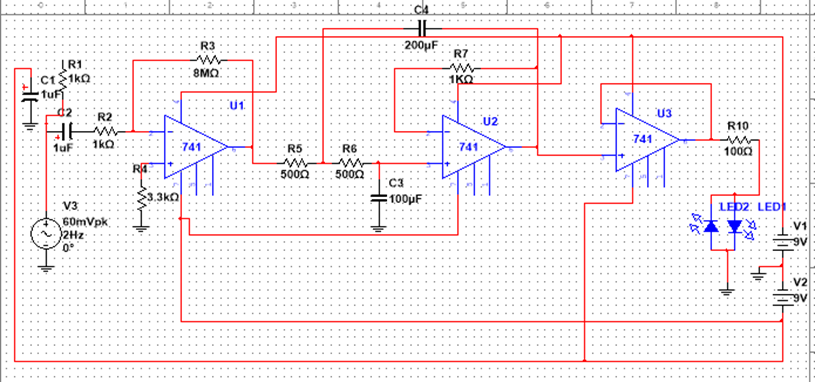 C4
200µF
R1
1kΩ
C1
1uF
R3
8MΩ
R7
1KΩ
C2
1uF
R2
1kΩ
U1
741
U2
741
U3
741
R4
3.3kΩ
R5
500Ω
R6
500Ω
C3
100µF
R10
100Ω
V3
60mVpk
2Hz
0°
LED2
LED1
V1
9V
V2
9V